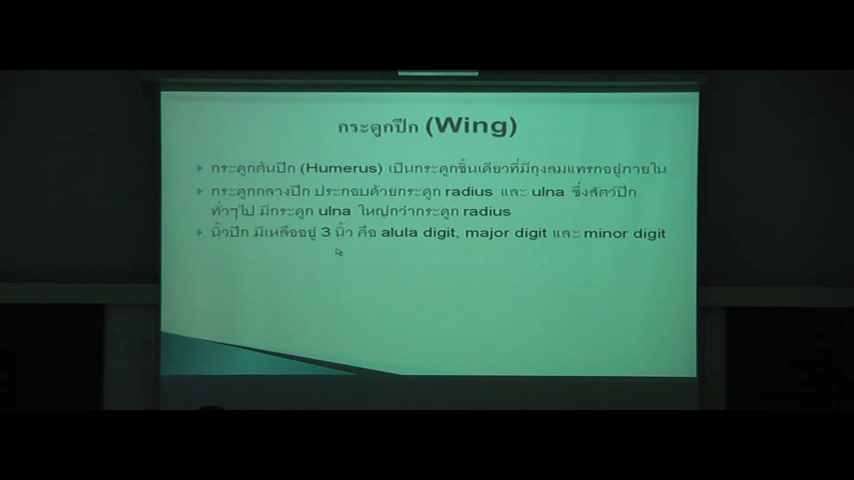 กระดูกปีก (Wing)
กระดูกต้นปีก (Humerus) เป็นกระดูกชิ้นเดียวที่มีถุงลมแทรกอยู่ภายใน
กระดูกกลางปีก ประกอบด้วยกระดูก radius และ ulna ซึ่งสัตว์ปีก
ทั่วๆไป มีกระดูก ulna ใหญ่กว่ากระดูก radius
นิ้วปีก มีเหลืออยู่ 3 นิ้ว คือ alula digit, major digit และ minor digit